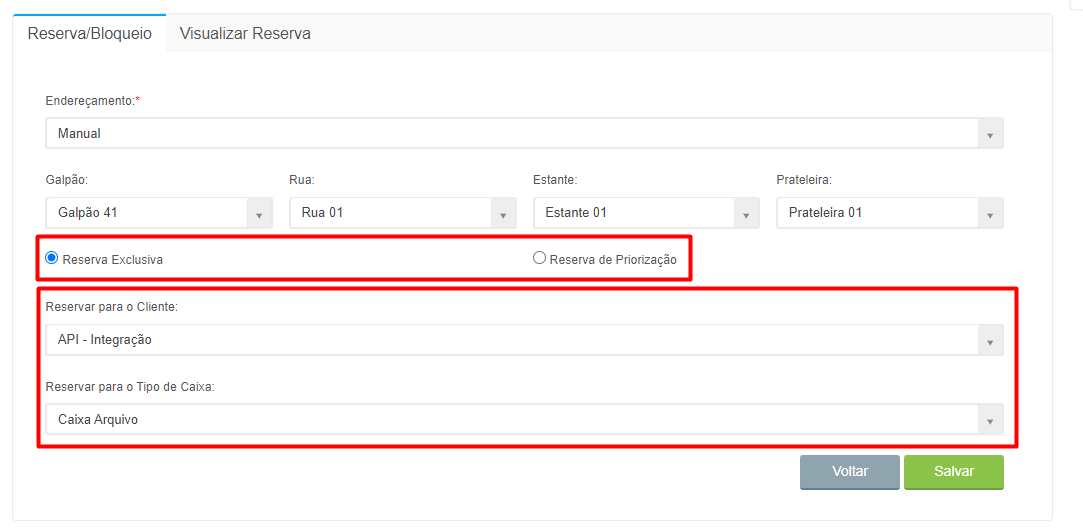 Reserva/Bloqueio Visualizar Reserva
Endereçamento:*
Manual
Galpão: Rua: Estante: Prateleira:
Galpão 41 Rua 01 Estante 01 Prateleira 01
Reserva Exclusiva Reserva de Priorização
Reservar para o Cliente:
API - Integração
Reservar para o Tipo de Caixa:
Caixa Arquivo
Voltar Salvar